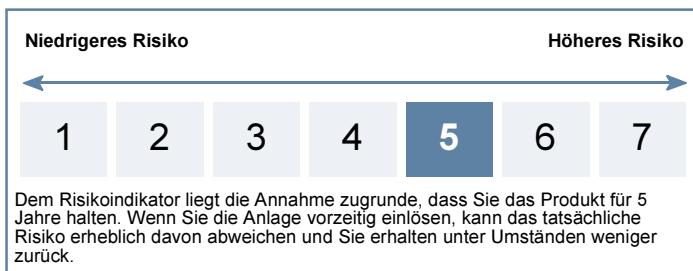 Niedrigeres Risiko Höheres Risiko
1 2 3 4 5 6 7
Dem Risikoindikator liegt die Annahme zugrunde, dass Sie das Produkt für 5
Jahre halten. Wenn Sie die Anlage vorzeitig einlösen, kann das tatsächliche
Risiko erheblich davon abweichen und Sie erhalten unter Umständen weniger
zurück.